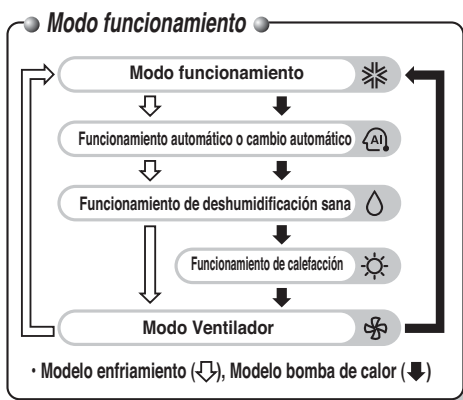 Modo funcionamiento
Modo funcionamiento
Funcionamiento automático o cambio automático
AI
Funcionamiento de deshumidificación sana
Funcionamiento de calefacción
Modo Ventilador
• Modelo enfriamiento (⇩), Modelo bomba de calor (⬇)